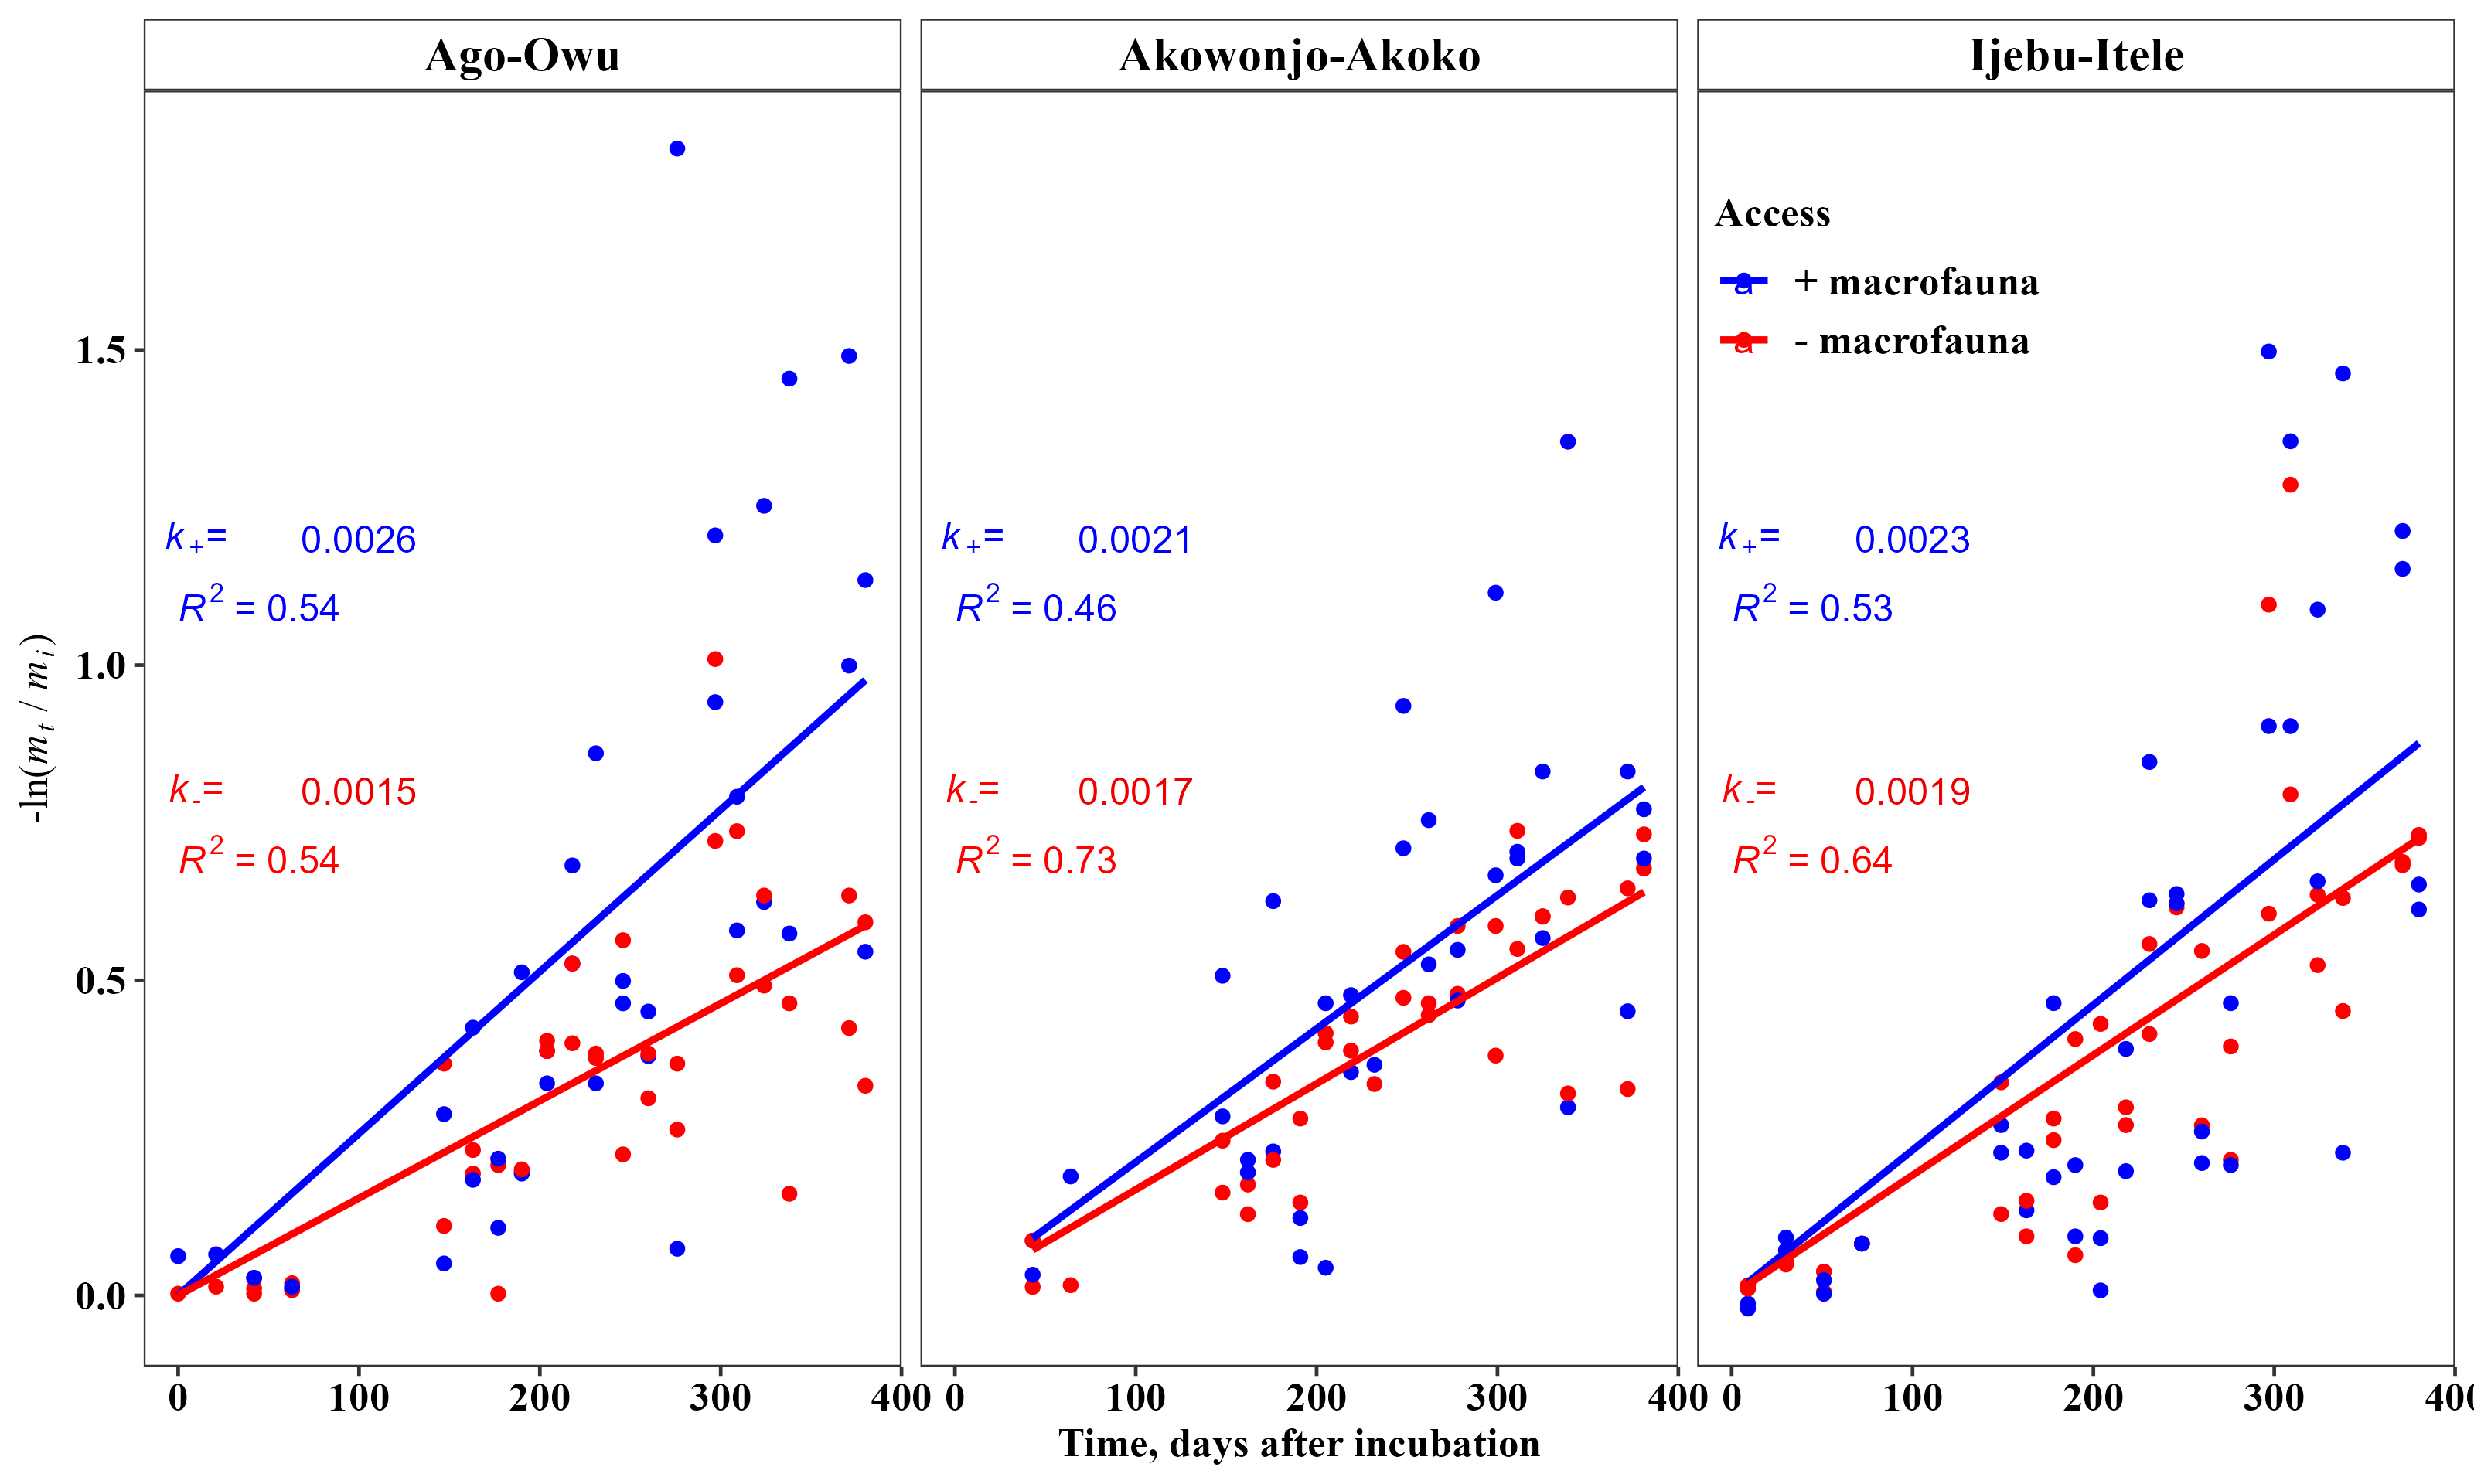 Ago-Owu
Akowonjo-Akoko
Ijebu-Itele
-ln(m t / m i)
1.5
1.0
0.5
0.0
k+= 0.0026
R2 = 0.54
k-= 0.0015
R2 = 0.54
k+= 0.0021
R2 = 0.46
k-= 0.0017
R2 = 0.73
Access
a + macrofauna
a - macrofauna
k+= 0.0023
R2 = 0.53
k-= 0.0019
R2 = 0.64
0 100 200 300 400
0 100 200 300 400
0 100 200 300 400
Time, days after incubation